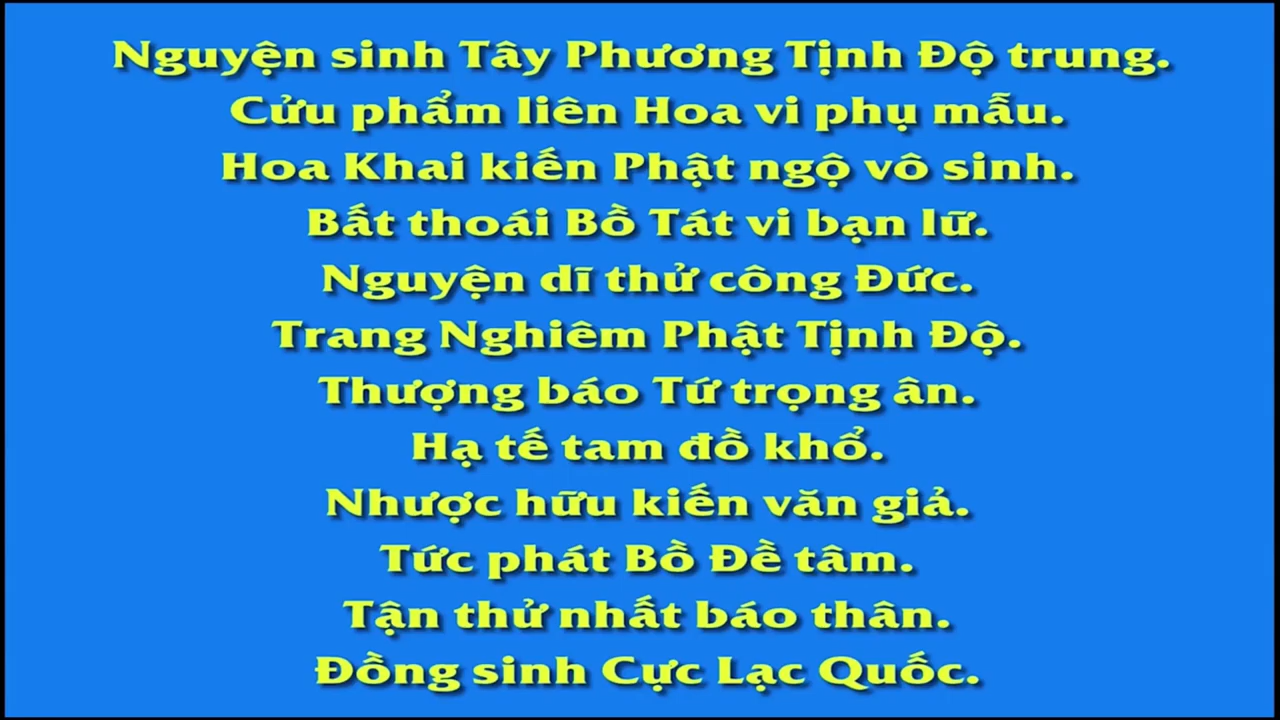 Nguyện sinh Tây Phương Tịnh Độ trung.
Cửu phẩm liên Hoa vi phụ mẫu.
Hoa Khai kiến Phật ngộ vô sinh.
Bất thoái Bồ Tát vi bạn lữ.
Nguyện dĩ thử công Đức.
Trang Nghiêm Phật Tịnh Độ.
Thượng báo Tứ trọng ân.
Hạ tế tam đồ khổ.
Nhược hữu kiến văn giả.
Tức phát Bồ Đề tâm.
Tận thử nhất báo thân.
Đồng sinh Cực Lạc Quốc.